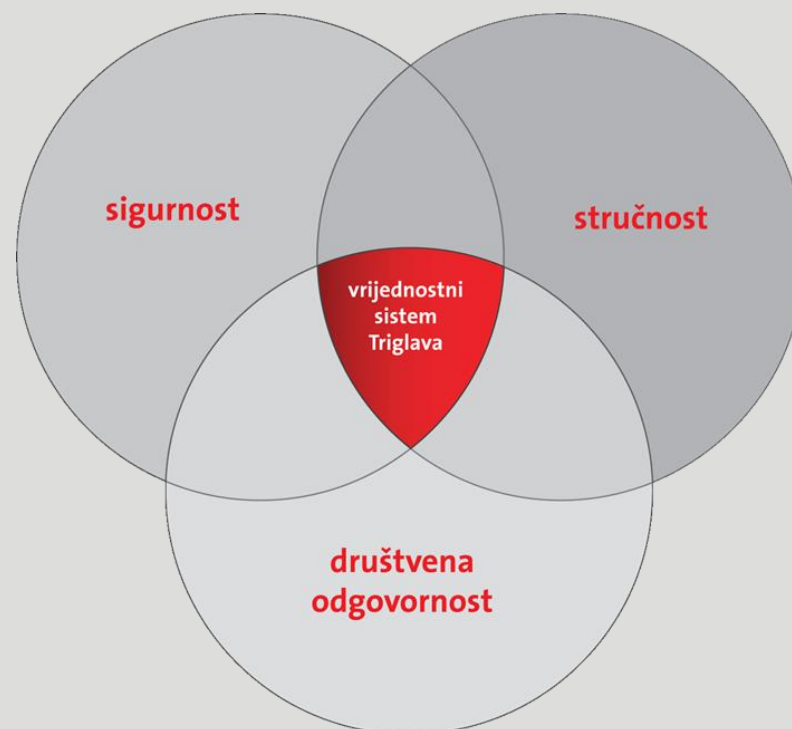 sigurnost
stručnost
vrijednostni
sistem
Triglava
društvena
odgovornost